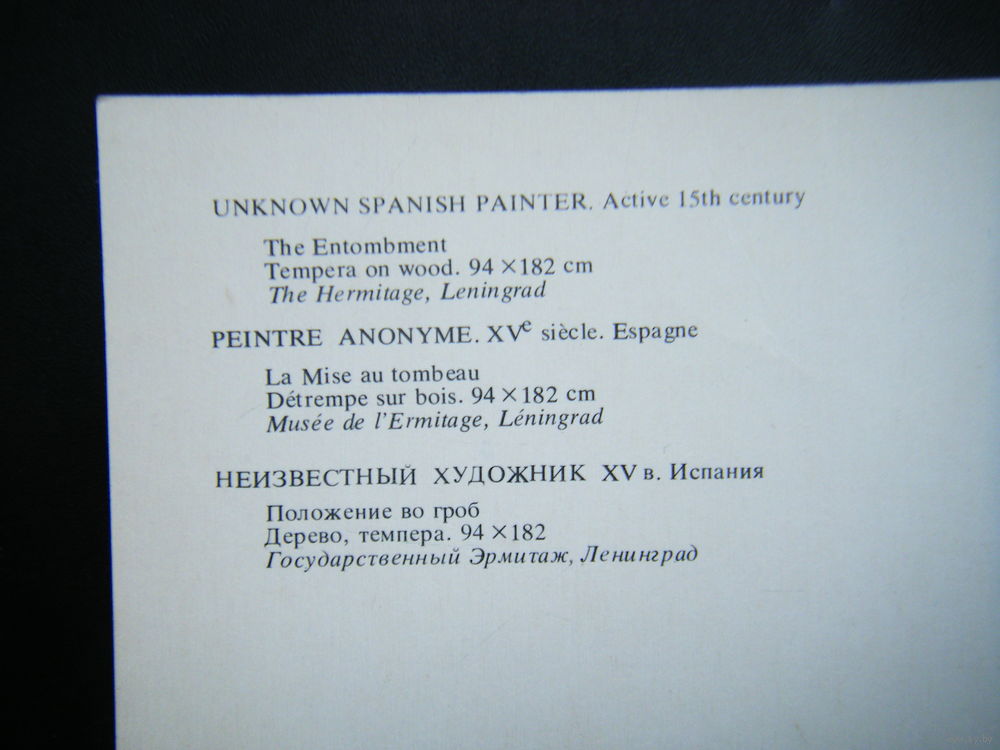 UNKNOWN SPANISH PAINTER. Active 15th century
The Entombment
Tempera on wood. 94 × 182 cm
The Hermitage, Leningrad
PEINTRE ANONYME. XVe siècle. Espagne
La Mise au tombeau
Détrempe sur bois. 94 × 182 cm
Musée de l'Ermitage, Léningrad
НЕИЗВЕСТНЫЙ ХУДОЖНИК XV в. Испания
Положение во гроб
Дерево, темпера. 94 × 182
Государственный Эрмитаж, Ленинград